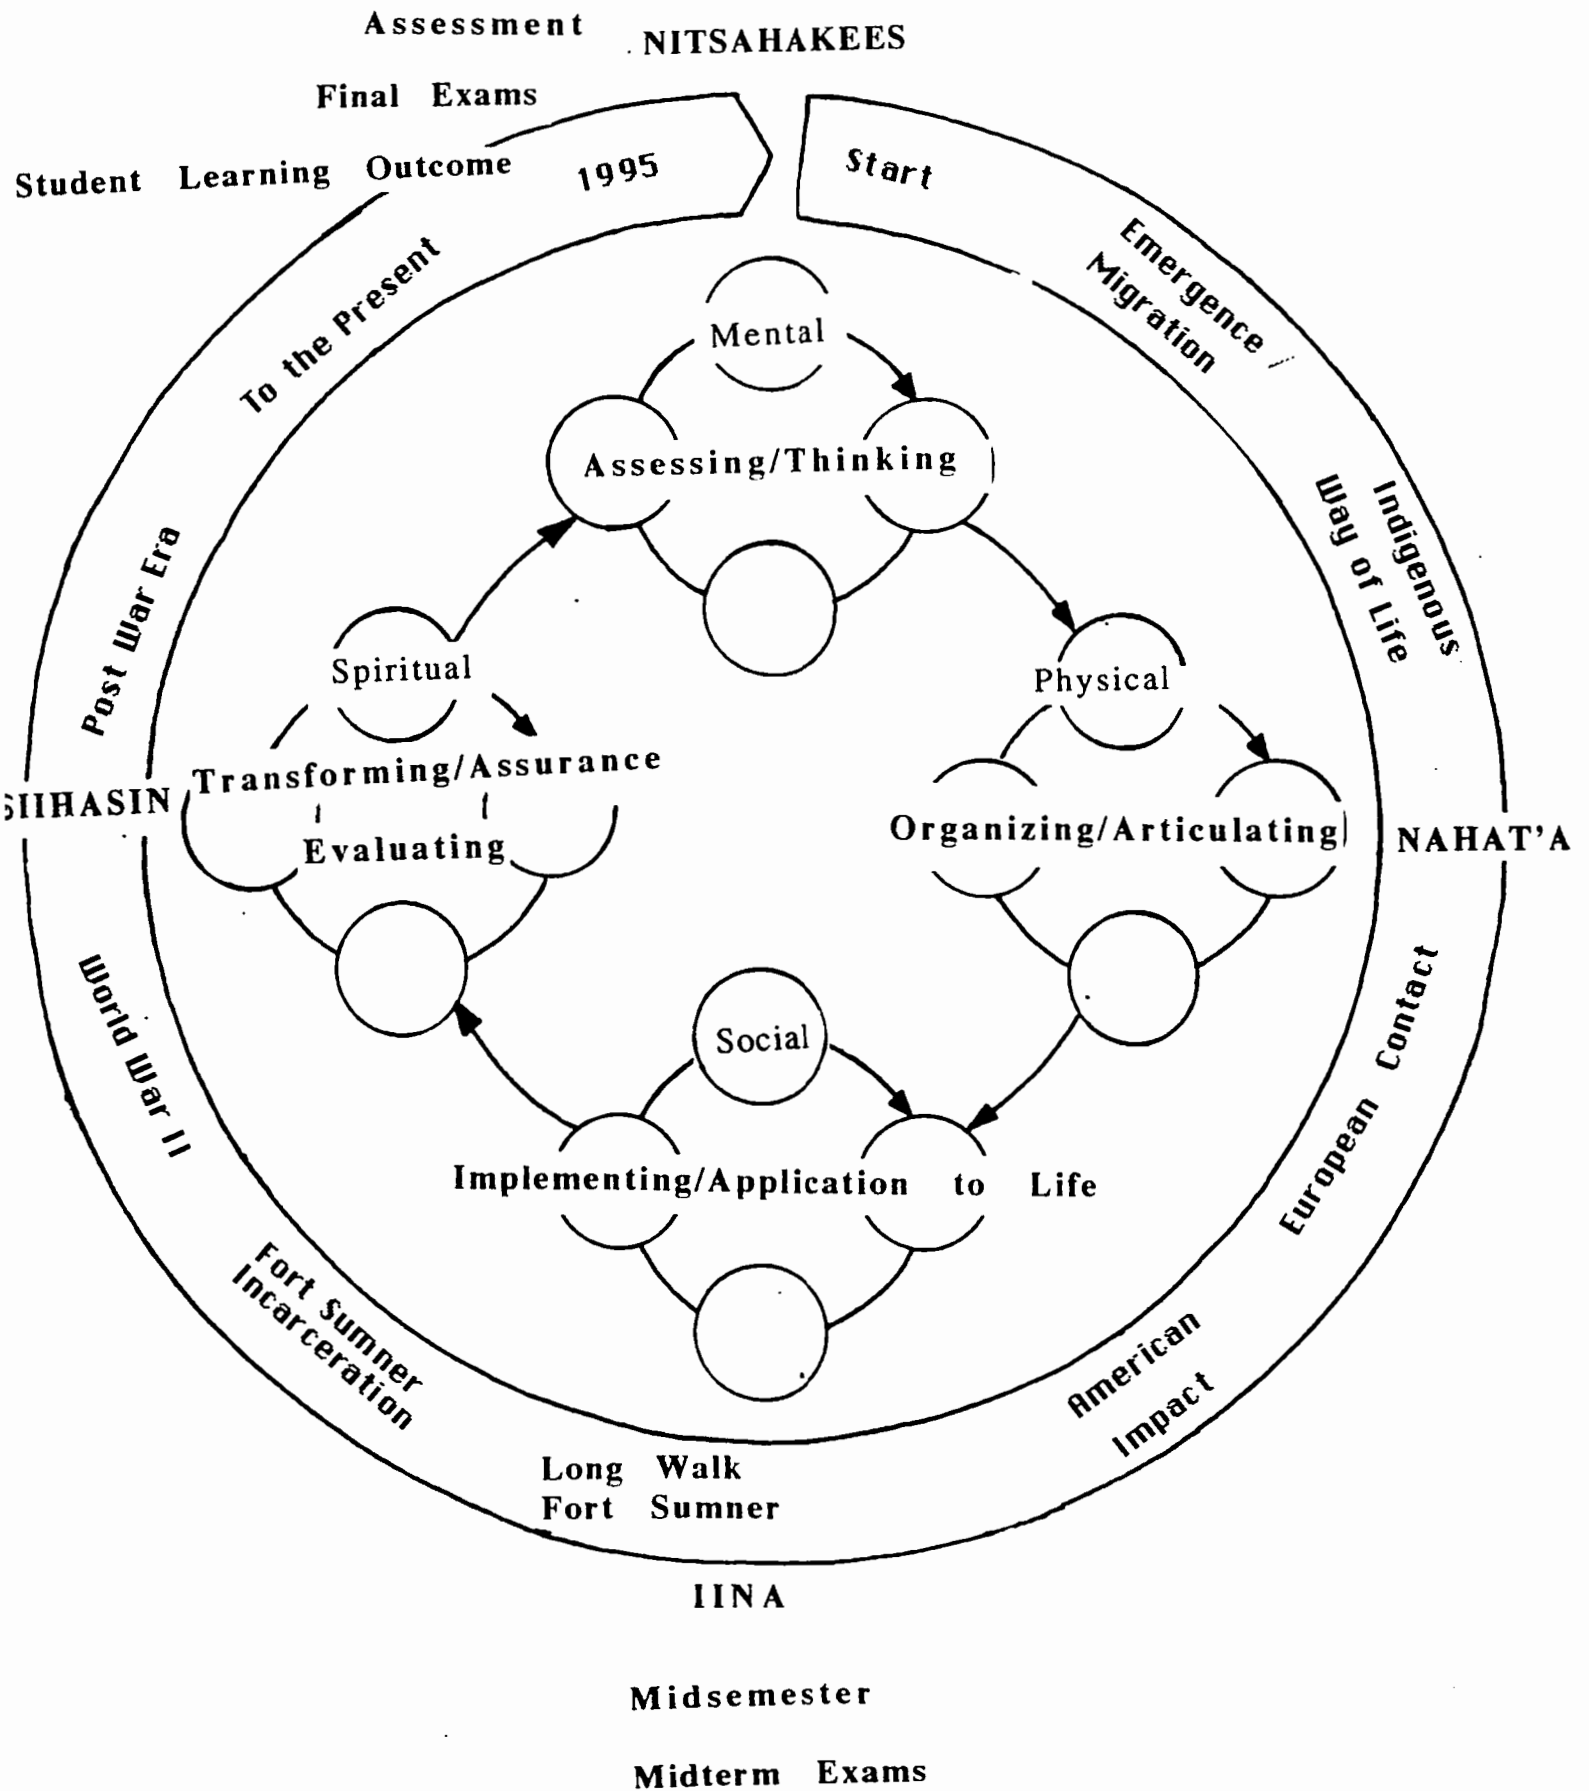 Assessment
NITSAHAKEES
Final Exams
Student Learning Outcome
1995
Start
Emergence /
Migration
Indigenous
Way of Life
NAHAT'A
European Contact
American
Impact
Long Walk
Fort Sumner
IINA
Fort Sumner
Incarceration
World War II
SIIHASIN
Post War Era
To the Present
Mental
Assessing/Thinking
Physical
Organizing/Articulating
Social
Implementing/Application to Life
Spiritual
Transforming/Assurance
Evaluating
Midsemester
Midterm Exams